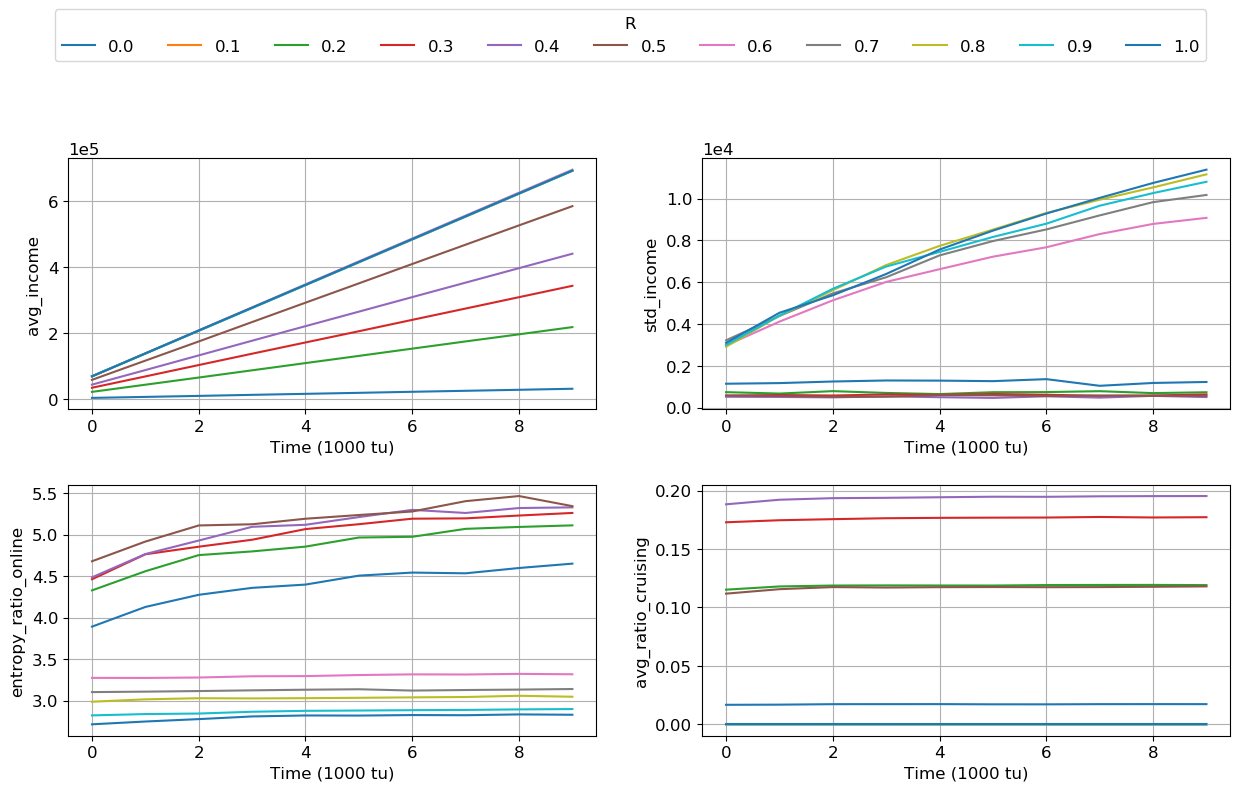 R
0.0 0.1 0.2 0.3 0.4 0.5 0.6 0.7 0.8 0.9 1.0
1e5
avg_income
6
4
2
0
0 2 4 6 8
Time (1000 tu)
1e4
std_income
1.0
0.8
0.6
0.4
0.2
0.0
0 2 4 6 8
Time (1000 tu)
entropy_ratio_online
5.5
5.0
4.5
4.0
3.5
3.0
0 2 4 6 8
Time (1000 tu)
avg_ratio_cruising
0.20
0.15
0.10
0.05
0.00
0 2 4 6 8
Time (1000 tu)